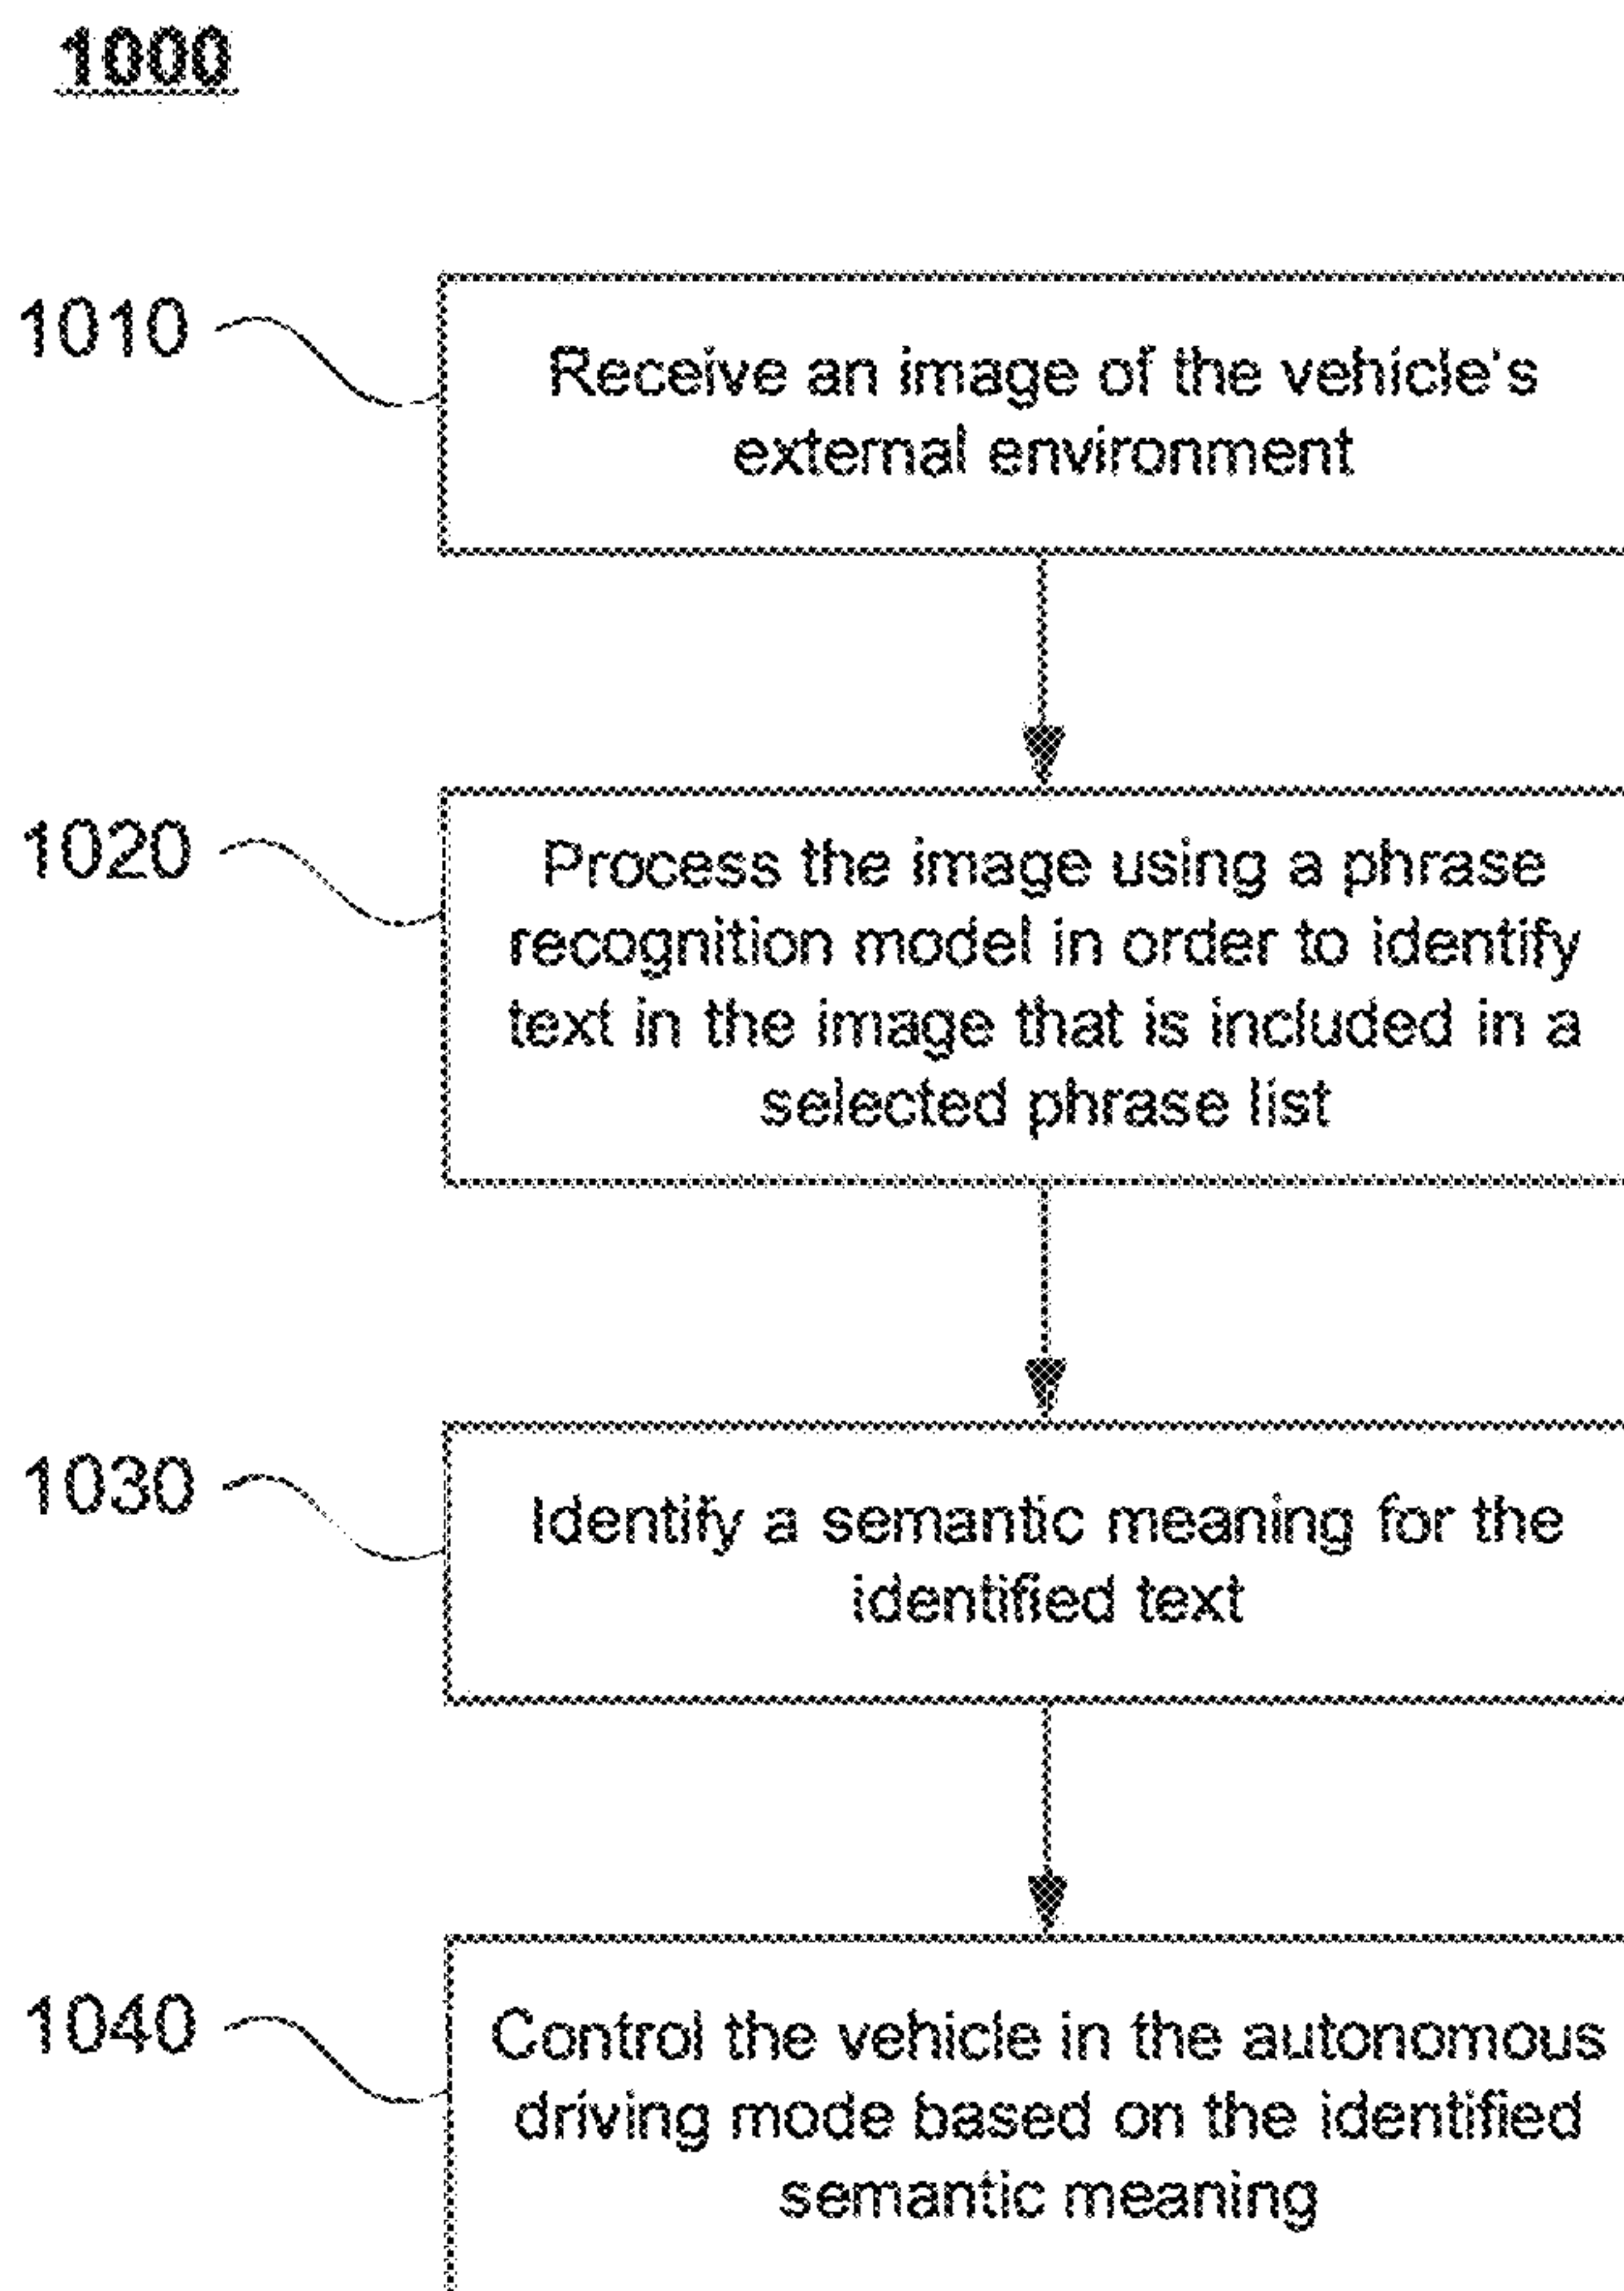 1000
1010
Receive an image of the vehicle's
external environment
1020
Process the image using a phrase
recognition model in order to identify
text in the image that is included in a
selected phrase list
1030
Identify a semantic meaning for the
identified text
1040
Control the vehicle in the autonomous
driving mode based on the identified
semantic meaning